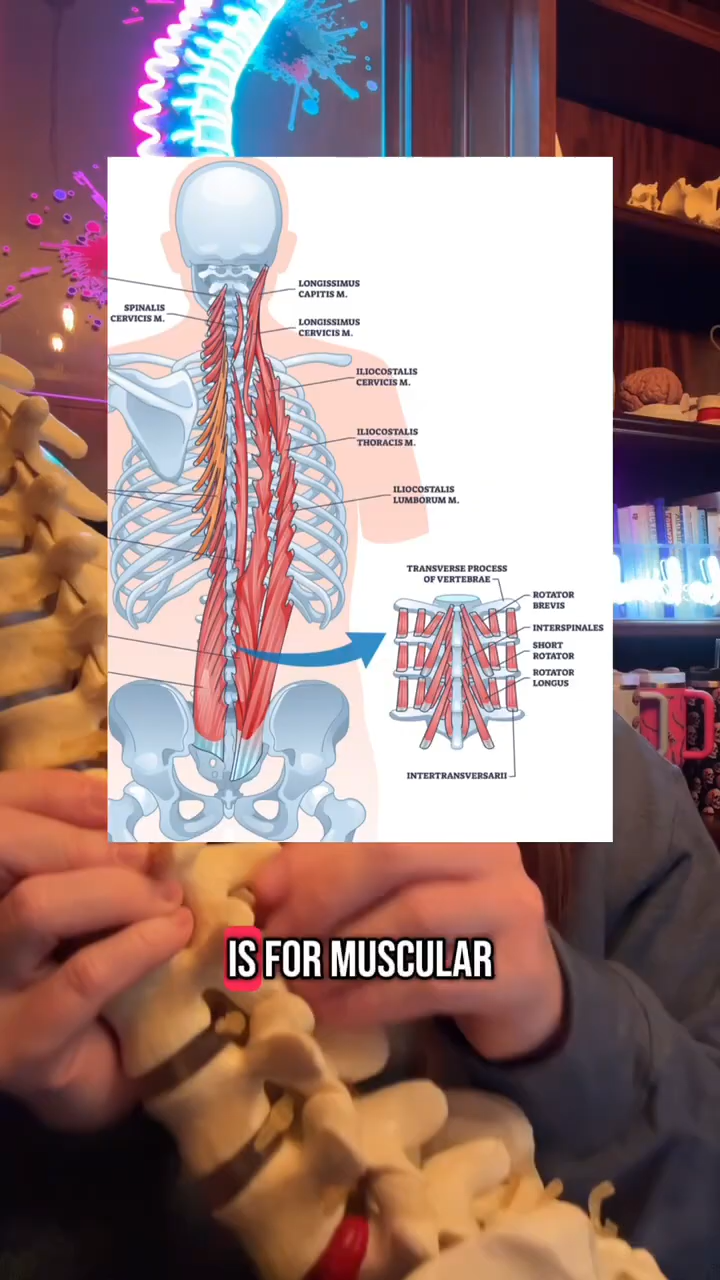 LONGISSIMUS
CAPITIS M.
SPINALIS
CERVICIS M.
LONGISSIMUS
CERVICIS M.
ILIOCOSTALIS
CERVICIS M.
ILIOCOSTALIS
THORACIS M.
ILIOCOSTALIS
LUMBORUM M.
TRANSVERSE PROCESS
OF VERTEBRAE
ROTATOR
BREVIS
INTERSPINALES
SHORT
ROTATOR
ROTATOR
LONGUS
INTERTRANSVERSARII
IS FOR MUSCULAR